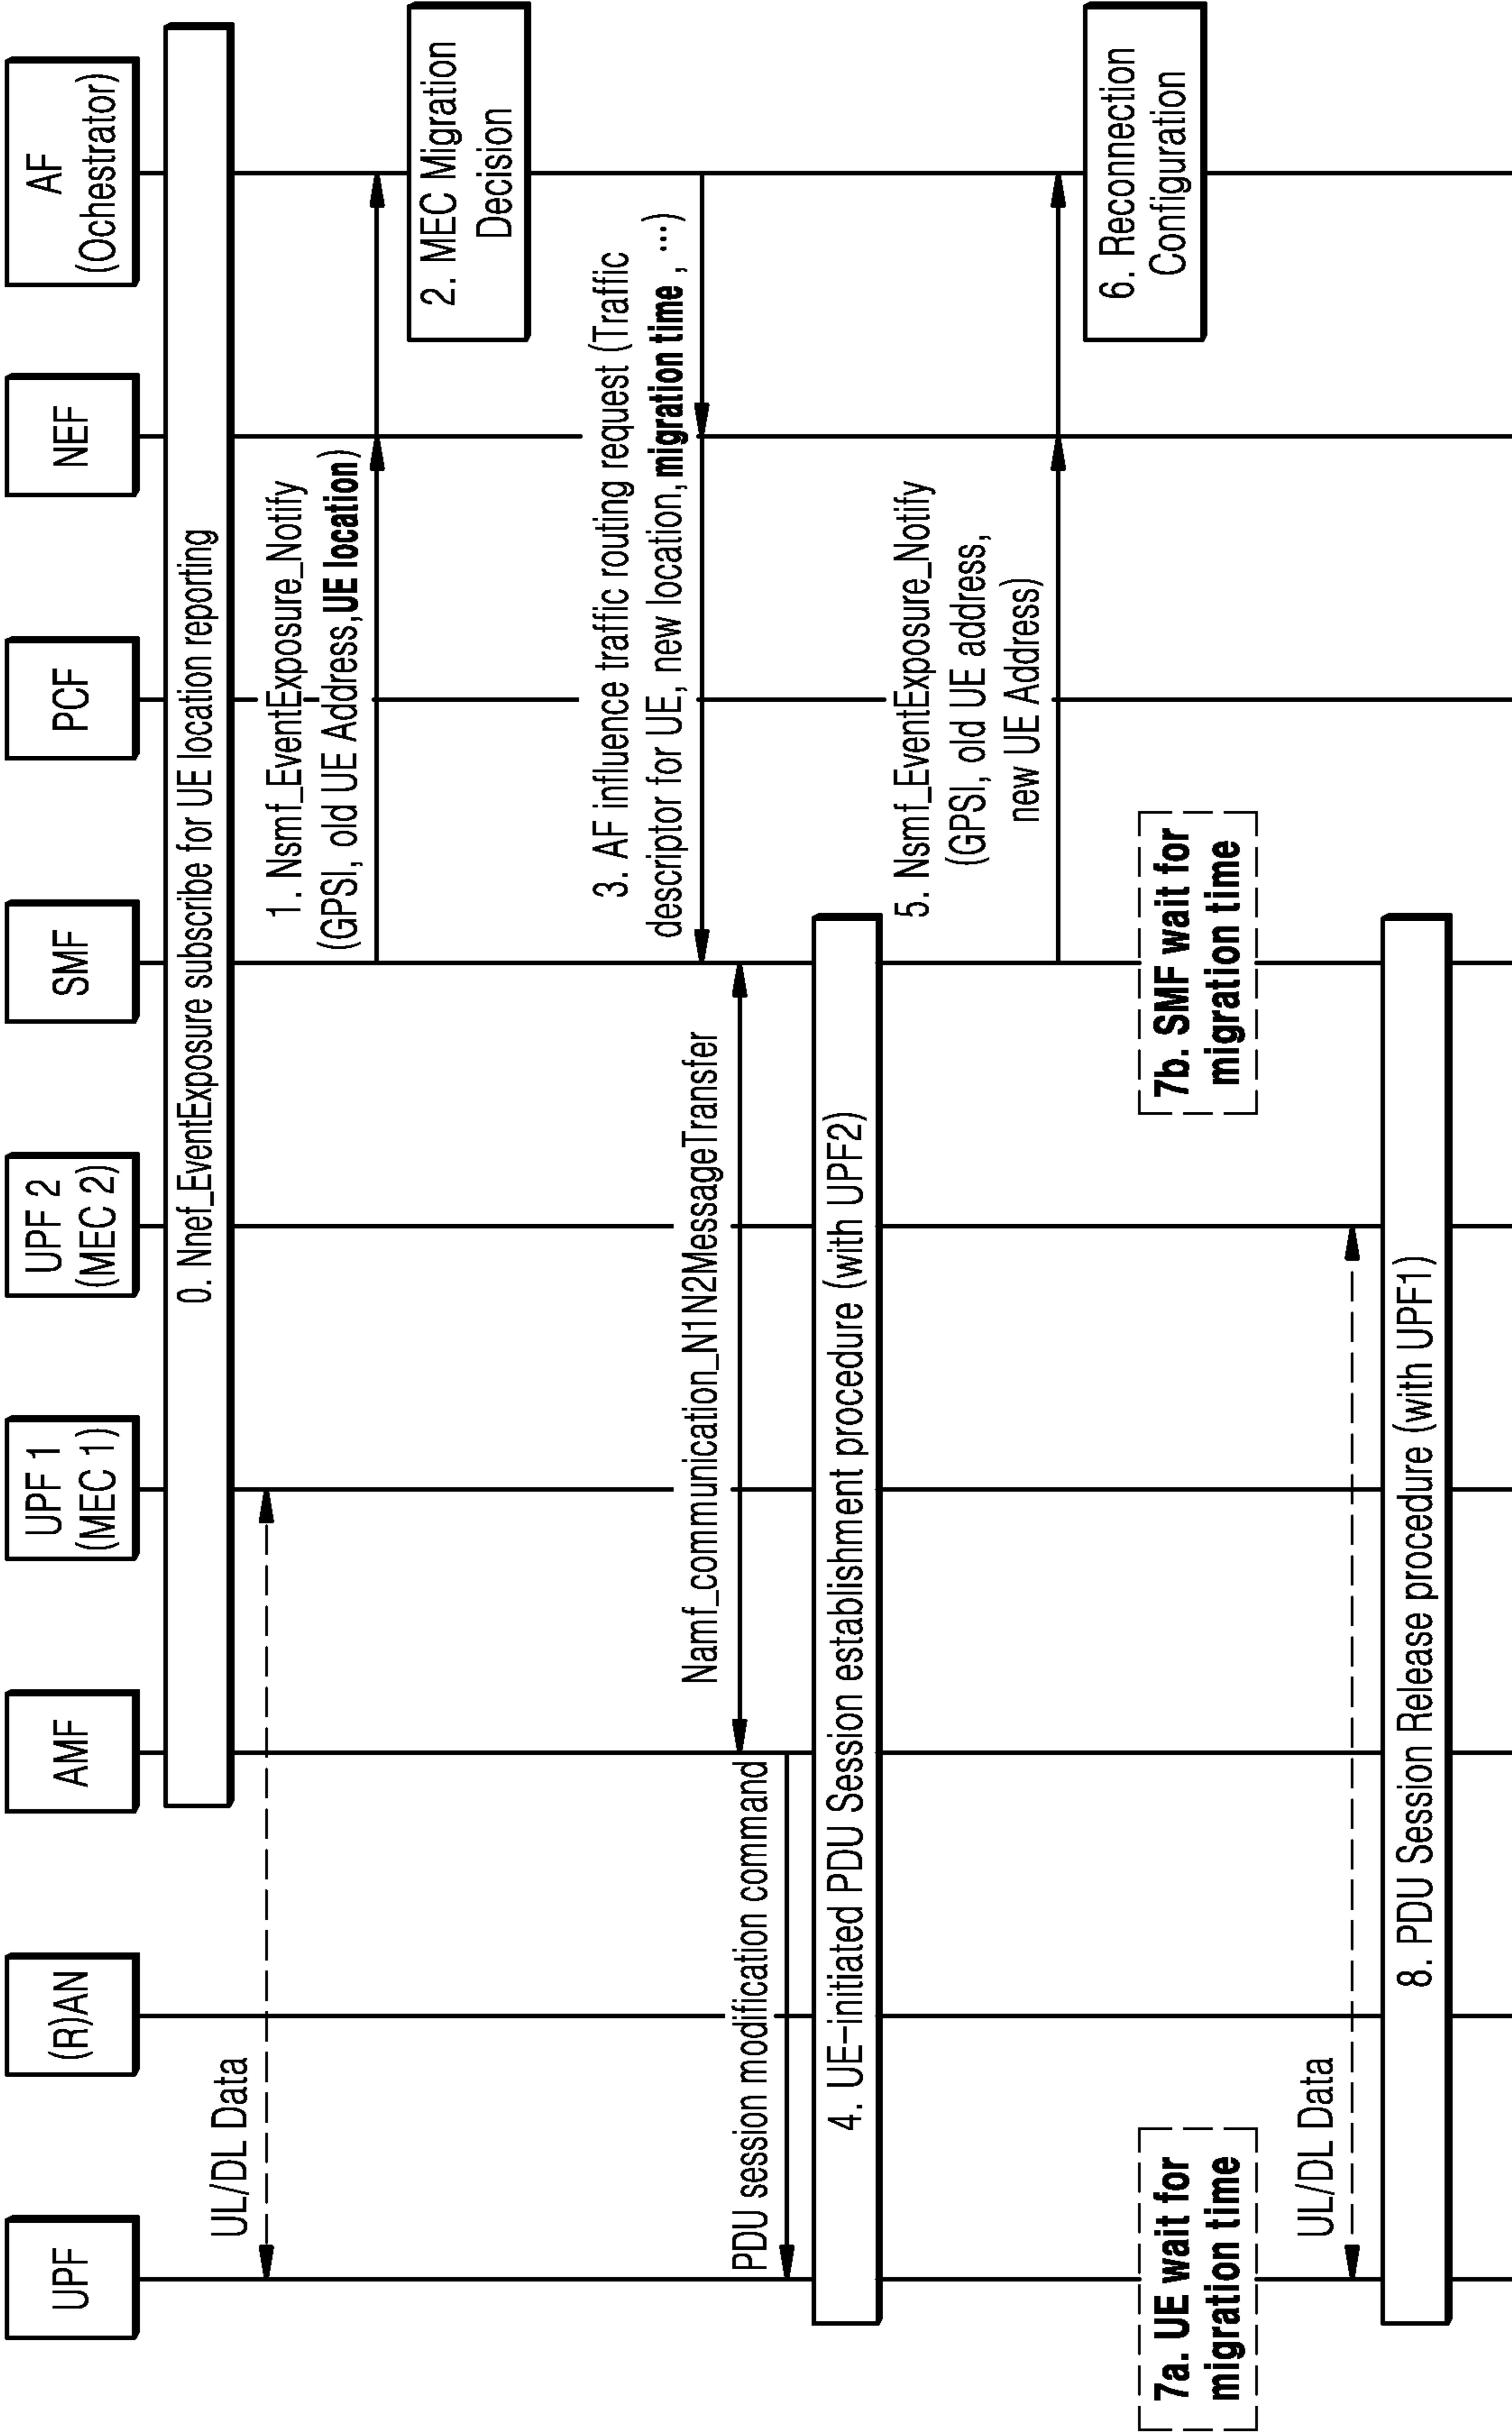 UPF
(R)AN
AMF
UPF 1
(MEC 1)
UPF 2
(MEC 2)
SMF
PCF
NEF
AF
(Ochestrator)
0. Nnef_EventExposure subscribe for UE location reporting
UL/DL Data
1. Nsmf_EventExposure_Notify
(GPSI, old UE Address, UE location)
2. MEC Migration
Decision
3. AF influence traffic routing request (Traffic
descriptor for UE, new location, migration time , ...)
Namf_communication_N1N2MessageTransfer
PDU session modification command
4. UE-initiated PDU Session establishment procedure (with UPF2)
5. Nsmf_EventExposure_Notify
(GPSI, old UE address,
new UE Address)
6. Reconnection
Configuration
7a. UE wait for
migration time
7b. SMF wait for
migration time
UL/DL Data
8. PDU Session Release procedure (with UPF1)